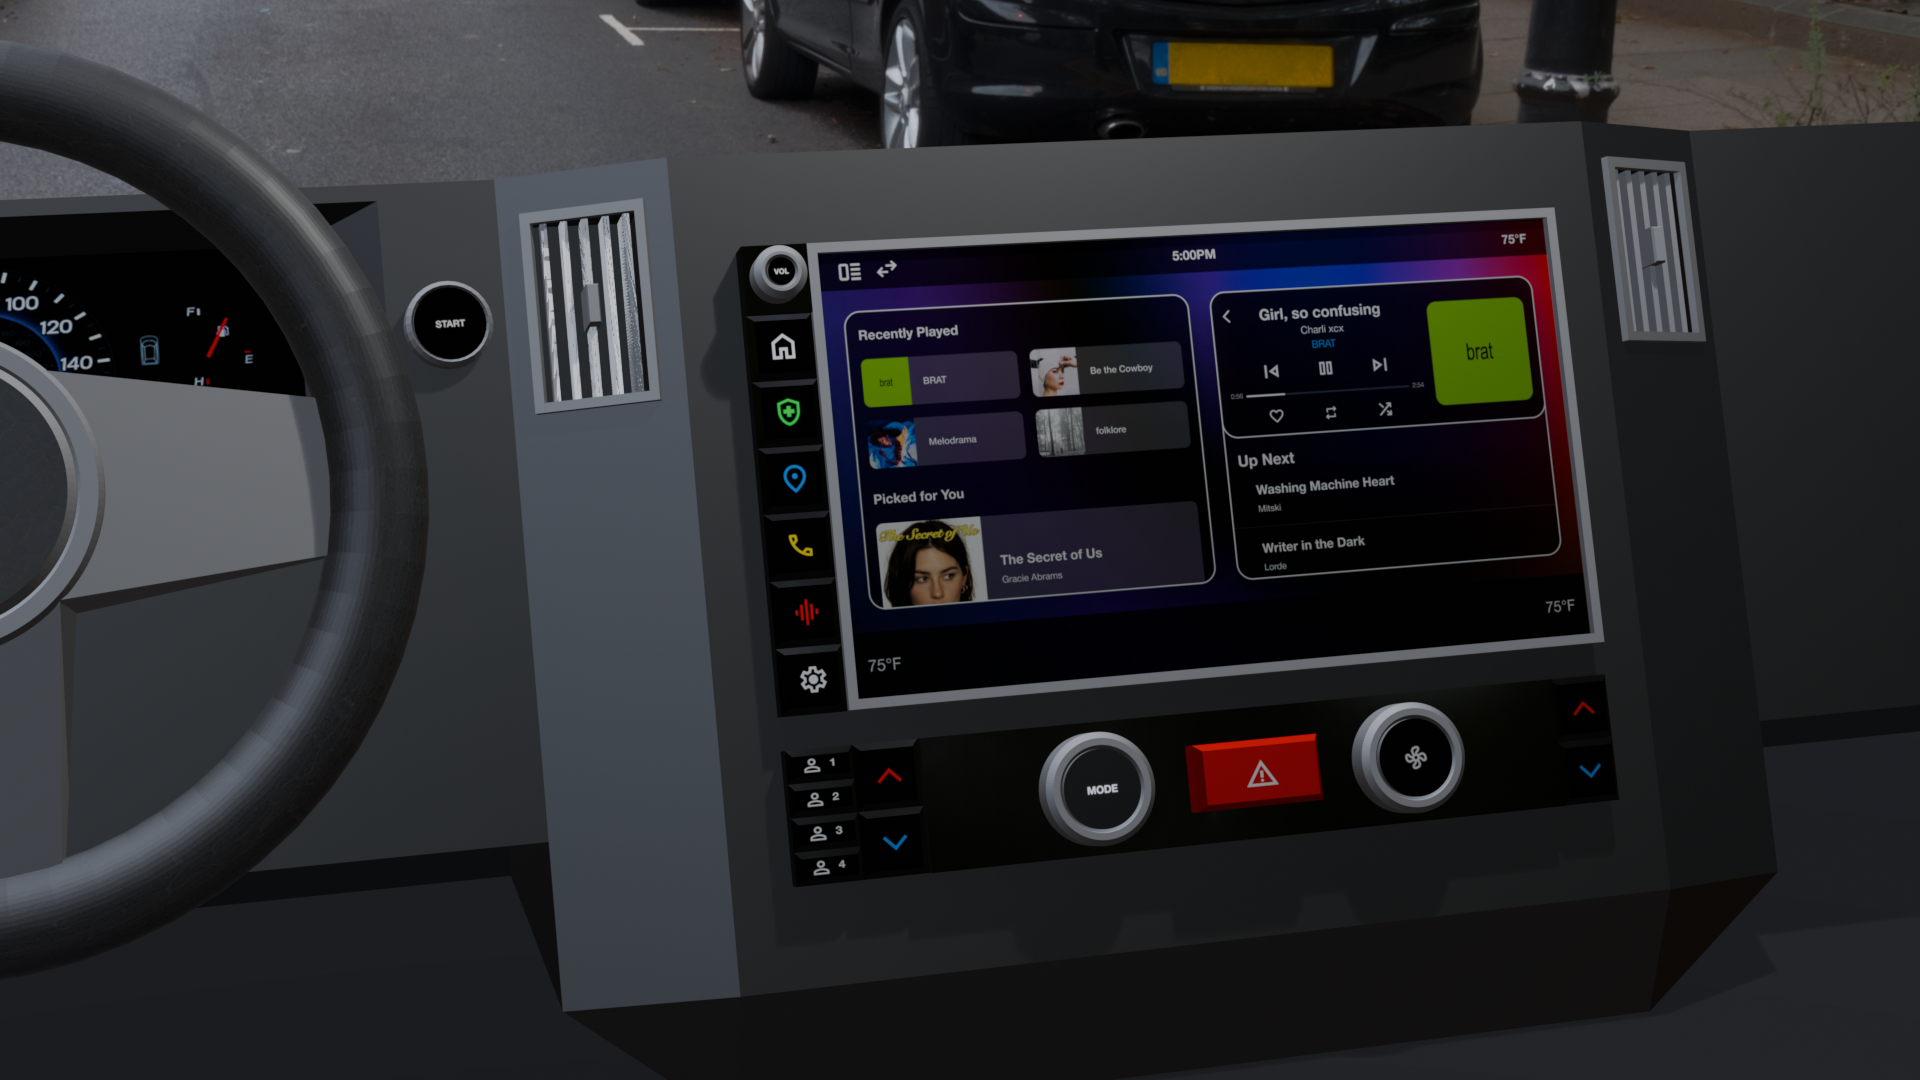 100
120
140
F
E
H
START
VOL
5:00PM
75°F
Recently Played
brat
BRAT
Be the Cowboy
Melodrama
folklore
Picked for You
The Secret of Us
The Secret of Us
Gracie Abrams
Girl, so confusing
Charli xcx
BRAT
0:56
2:54
brat
Up Next
Washing Machine Heart
Mitski
Writer in the Dark
Lorde
75°F
75°F
1
2
3
4
MODE